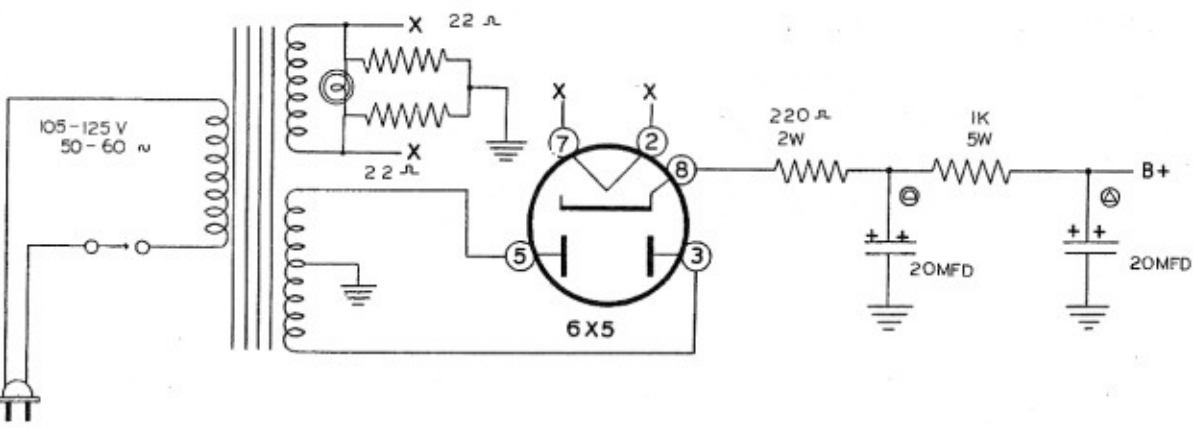 X 22 Ω
105-125 V
50-60 ~
X
22 Ω
X X
7 2
8
5 3
6X5
220 Ω
2W
1K
5W
B+
+ +
20MFD
+ +
20MFD